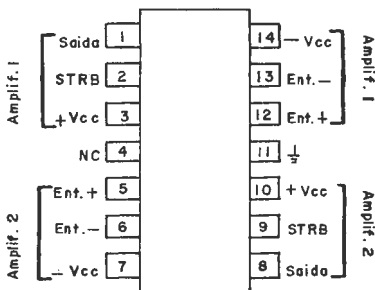 Amplif. 1
Saida 1
STRB 2
+Vcc 3
NC 4
Amplif. 2
Ent.+ 5
Ent.- 6
- Vcc 7
14 - Vcc
13 Ent.-
12 Ent.+
Amplif. 1
11
10 + Vcc
9 STRB
8 Saida
Amplif. 2